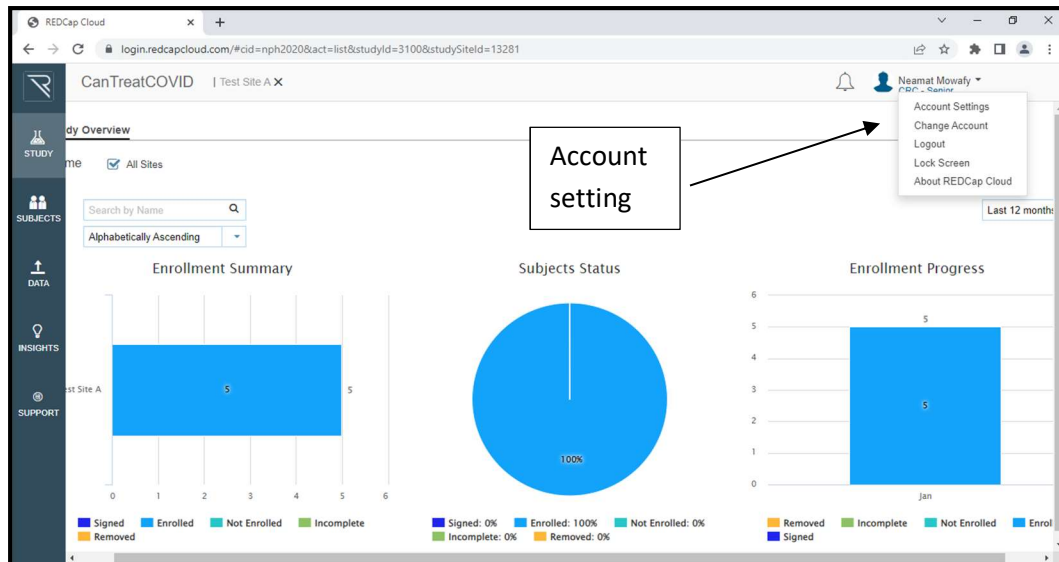 REDCap Cloud
login.redcapcloud.com/#cid=nph2020&act=list&studyId=3100&studySiteId=13281
CanTreatCOVID | Test Site A
Neamat Mowafy
CRC - Senior
Account Settings
Change Account
Logout
Lock Screen
About REDCap Cloud
Account
setting
STUDY
SUBJECTS
DATA
INSIGHTS
SUPPORT
dy Overview
me All Sites
Search by Name
Alphabetically Ascending
Last 12 months
Enrollment Summary
est Site A
5
5
0 1 2 3 4 5 6
Signed Enrolled Not Enrolled Incomplete
Removed
Subjects Status
100%
Signed: 0% Enrolled: 100% Not Enrolled: 0%
Incomplete: 0% Removed: 0%
Enrollment Progress
6
5
4
3
2
1
0
5
5
Jan
Removed Incomplete Not Enrolled Enrol
Signed